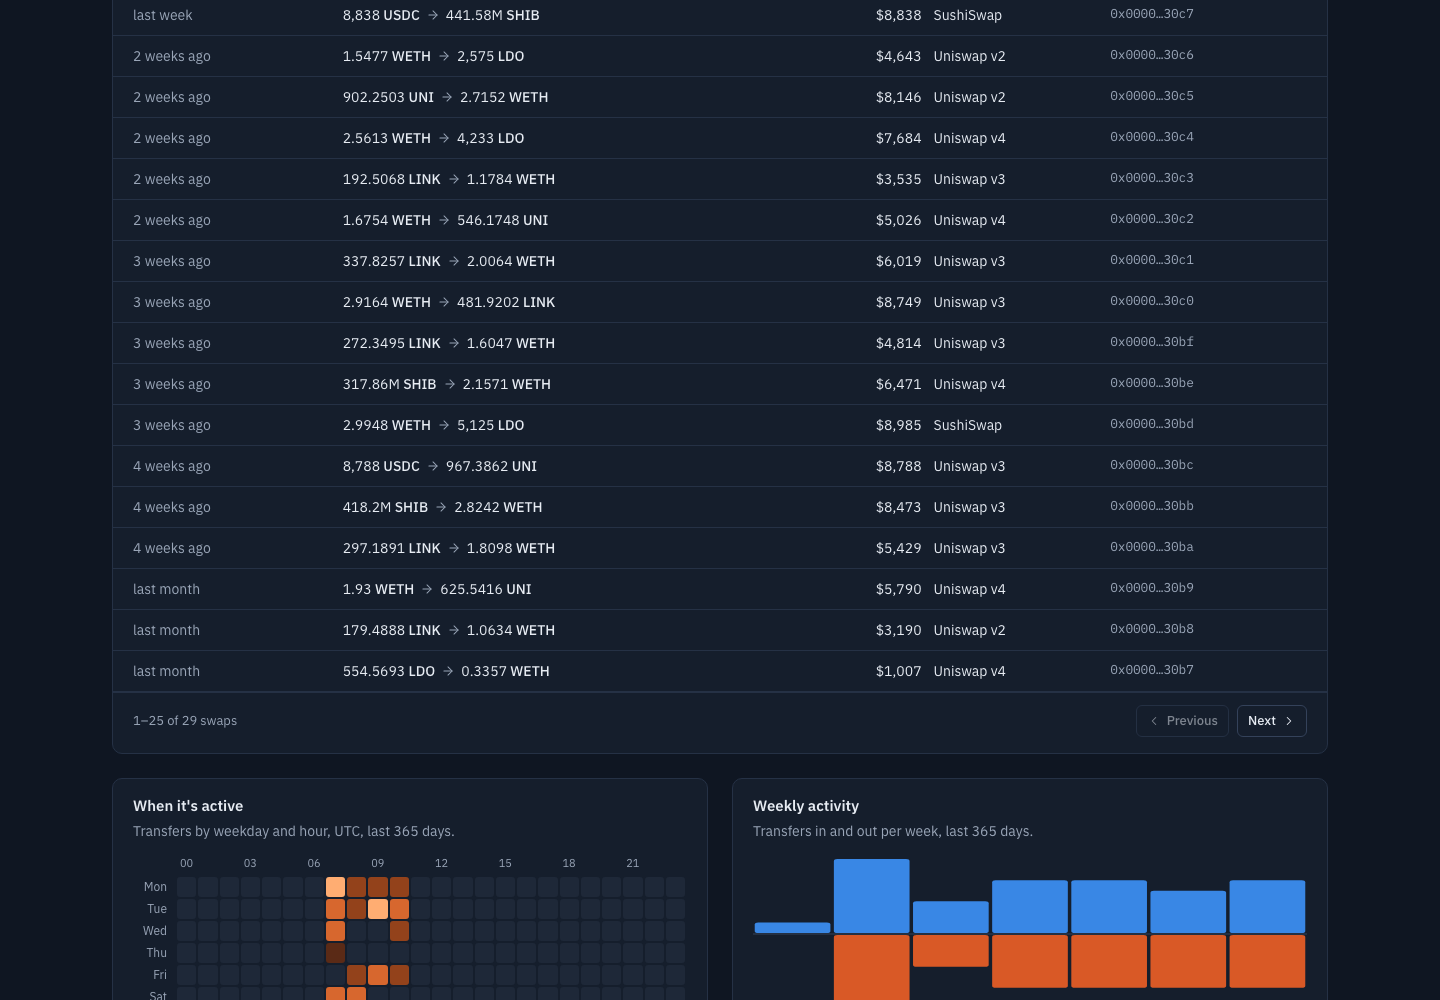 last week 8,838 USDC → 441.58M SHIB $8,838 SushiSwap 0x0000…30c7
2 weeks ago 1.5477 WETH → 2,575 LDO $4,643 Uniswap v2 0x0000…30c6
2 weeks ago 902.2503 UNI → 2.7152 WETH $8,146 Uniswap v2 0x0000…30c5
2 weeks ago 2.5613 WETH → 4,233 LDO $7,684 Uniswap v4 0x0000…30c4
2 weeks ago 192.5068 LINK → 1.1784 WETH $3,535 Uniswap v3 0x0000…30c3
2 weeks ago 1.6754 WETH → 546.1748 UNI $5,026 Uniswap v4 0x0000…30c2
3 weeks ago 337.8257 LINK → 2.0064 WETH $6,019 Uniswap v3 0x0000…30c1
3 weeks ago 2.9164 WETH → 481.9202 LINK $8,749 Uniswap v3 0x0000…30c0
3 weeks ago 272.3495 LINK → 1.6047 WETH $4,814 Uniswap v3 0x0000…30bf
3 weeks ago 317.86M SHIB → 2.1571 WETH $6,471 Uniswap v4 0x0000…30be
3 weeks ago 2.9948 WETH → 5,125 LDO $8,985 SushiSwap 0x0000…30bd
4 weeks ago 8,788 USDC → 967.3862 UNI $8,788 Uniswap v3 0x0000…30bc
4 weeks ago 418.2M SHIB → 2.8242 WETH $8,473 Uniswap v3 0x0000…30bb
4 weeks ago 297.1891 LINK → 1.8098 WETH $5,429 Uniswap v3 0x0000…30ba
last month 1.93 WETH → 625.5416 UNI $5,790 Uniswap v4 0x0000…30b9
last month 179.4888 LINK → 1.0634 WETH $3,190 Uniswap v2 0x0000…30b8
last month 554.5693 LDO → 0.3357 WETH $1,007 Uniswap v4 0x0000…30b7
1–25 of 29 swaps
Previous Next
When it's active
Transfers by weekday and hour, UTC, last 365 days.
00 03 06 09 12 15 18 21
Mon
Tue
Wed
Thu
Fri
Sat
Weekly activity
Transfers in and out per week, last 365 days.